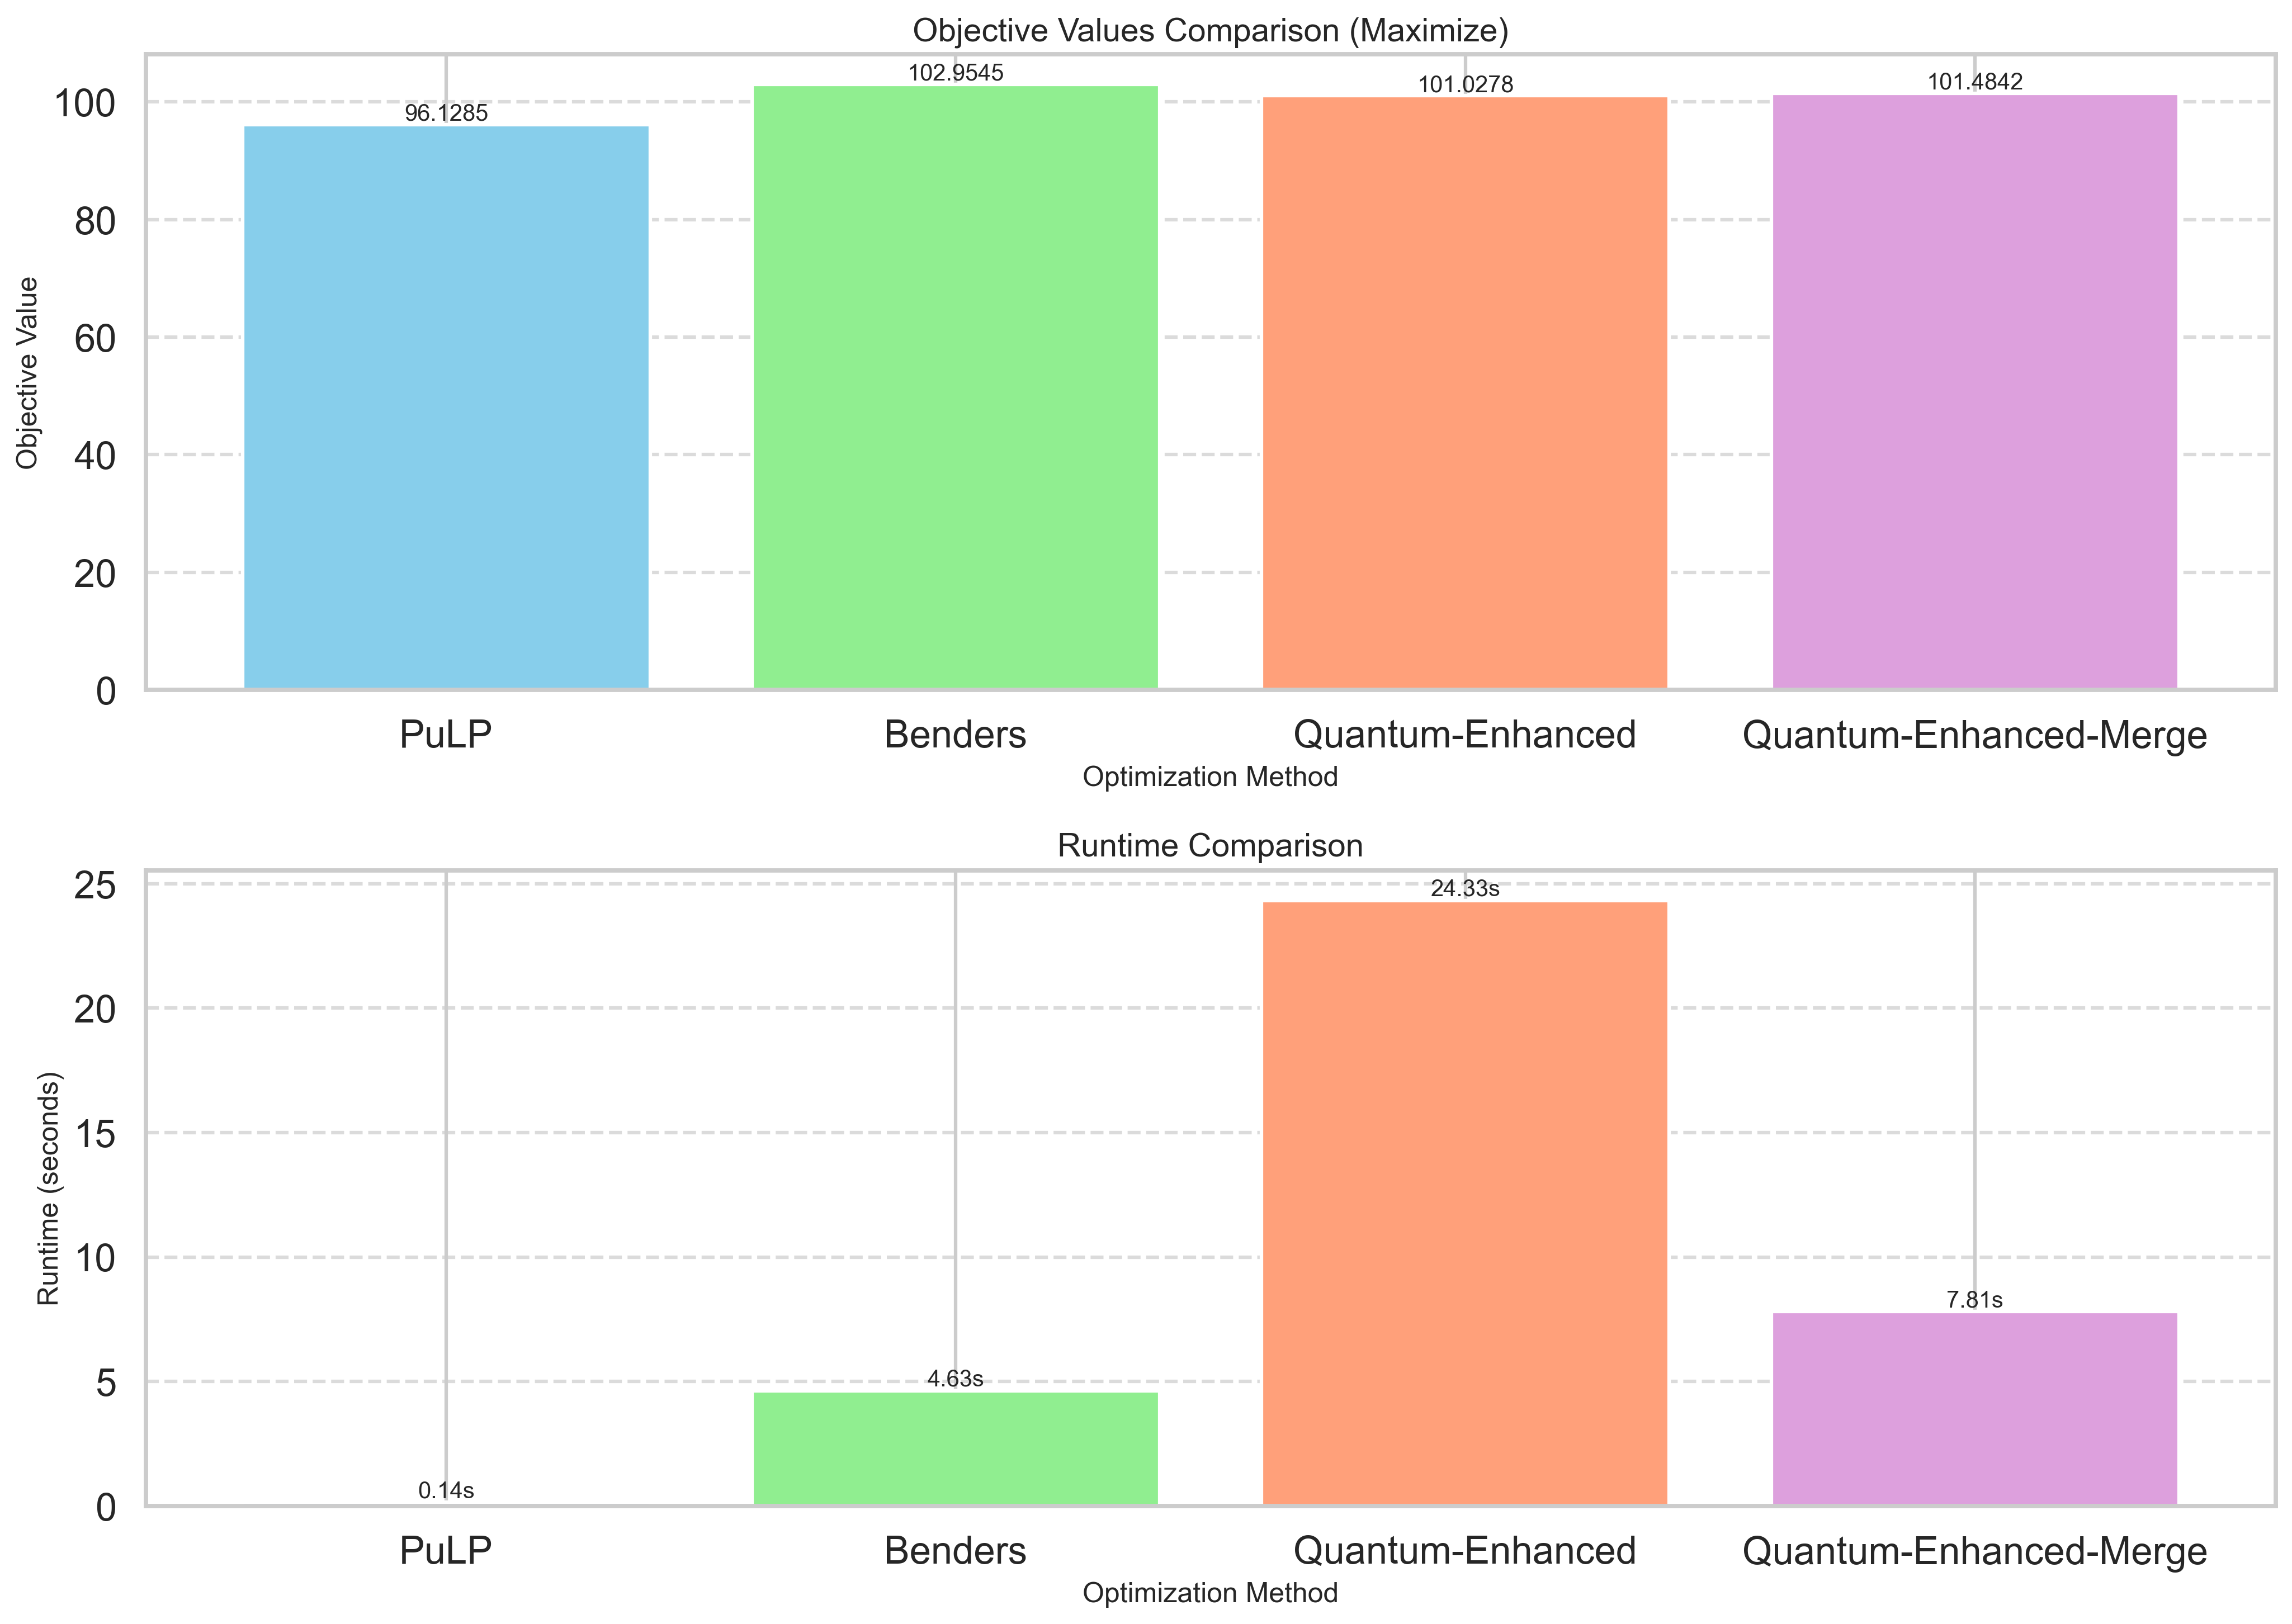 Objective Values Comparison (Maximize)
Objective Value
100
80
60
40
20
0
96.1285
102.9545
101.0278
101.4842
PuLP
Benders
Quantum-Enhanced
Quantum-Enhanced-Merge
Optimization Method
Runtime Comparison
Runtime (seconds)
25
20
15
10
5
0
0.14s
4.63s
24.33s
7.81s
PuLP
Benders
Quantum-Enhanced
Quantum-Enhanced-Merge
Optimization Method